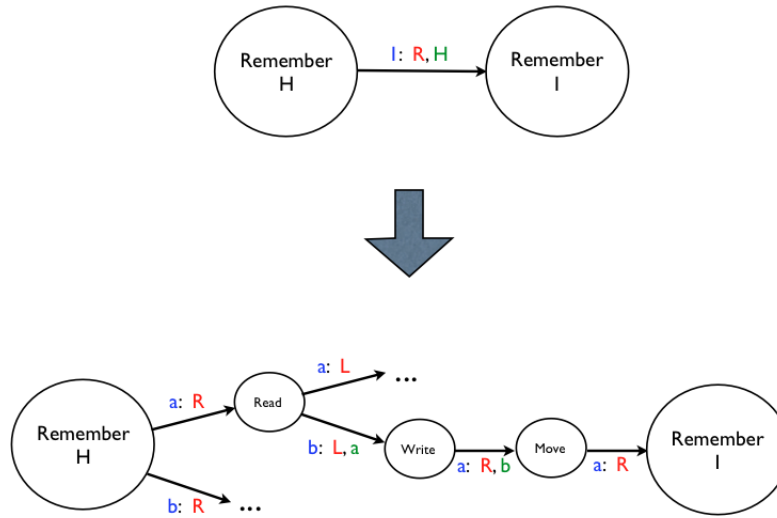 Remember
H
I: R, H
Remember
I
Remember
H
a: R
b: R
...
Read
a: L
...
b: L, a
Write
a: R, b
Move
a: R
Remember
I